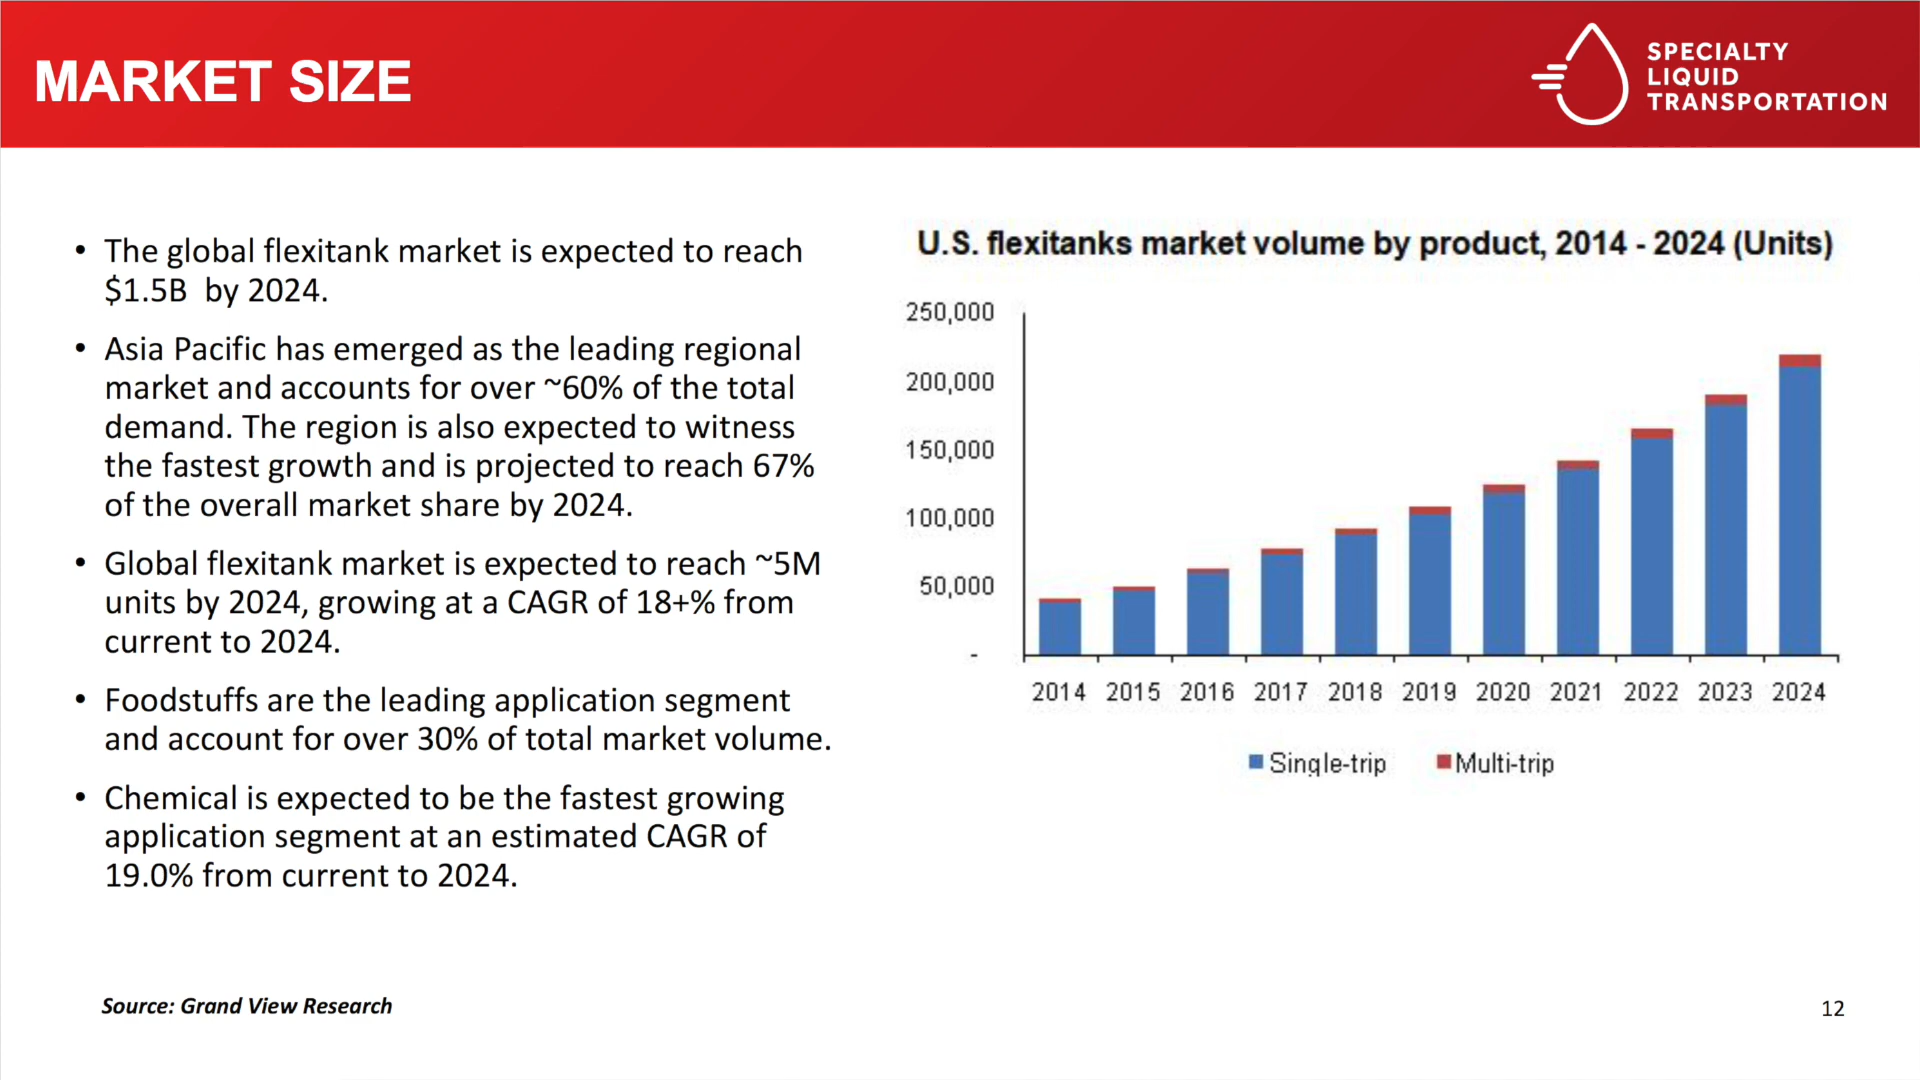 MARKET SIZE
SPECIALTY
LIQUID
TRANSPORTATION
• The global flexitank market is expected to reach
$1.5B  by 2024.
• Asia Pacific has emerged as the leading regional
market and accounts for over ~60% of the total
demand. The region is also expected to witness
the fastest growth and is projected to reach 67%
of the overall market share by 2024.
• Global flexitank market is expected to reach ~5M
units by 2024, growing at a CAGR of 18+% from
current to 2024.
• Foodstuffs are the leading application segment
and account for over 30% of total market volume.
• Chemical is expected to be the fastest growing
application segment at an estimated CAGR of
19.0% from current to 2024.
U.S. flexitanks market volume by product, 2014 - 2024 (Units)
250,000
200,000
150,000
100,000
50,000
-
2014 2015 2016 2017 2018 2019 2020 2021 2022 2023 2024
Single-trip Multi-trip
Source: Grand View Research
12